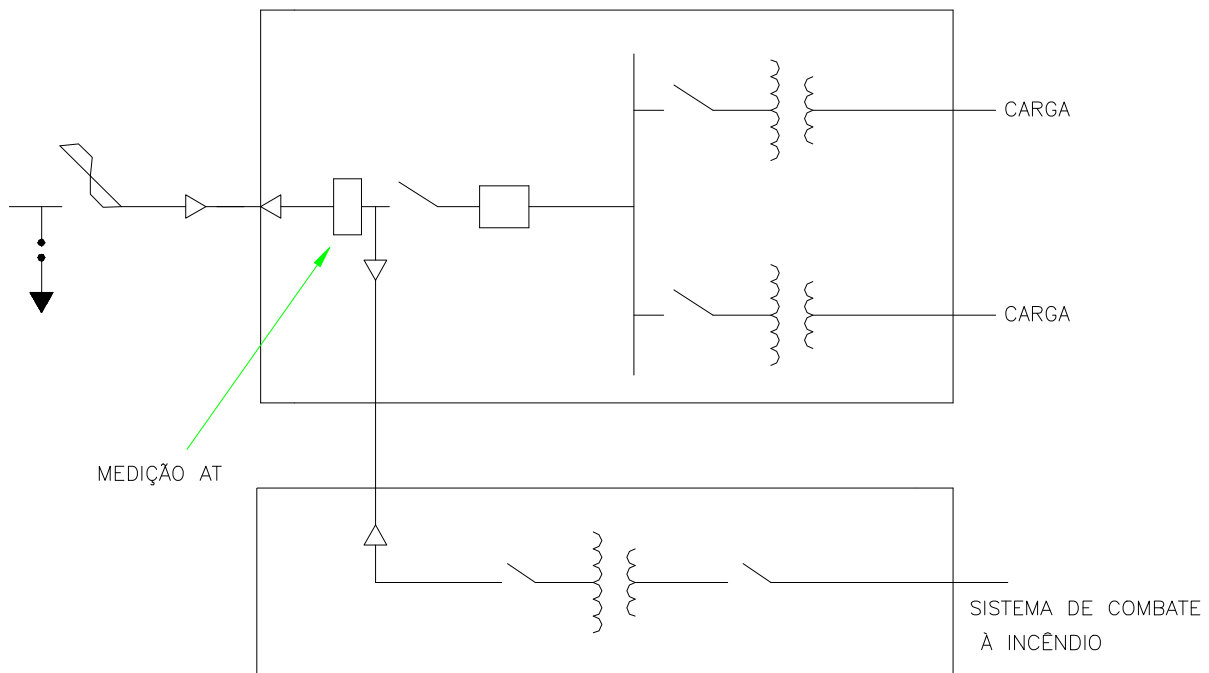 CARGA
CARGA
MEDIÇÃO AT
SISTEMA DE COMBATE
À INCÊNDIO